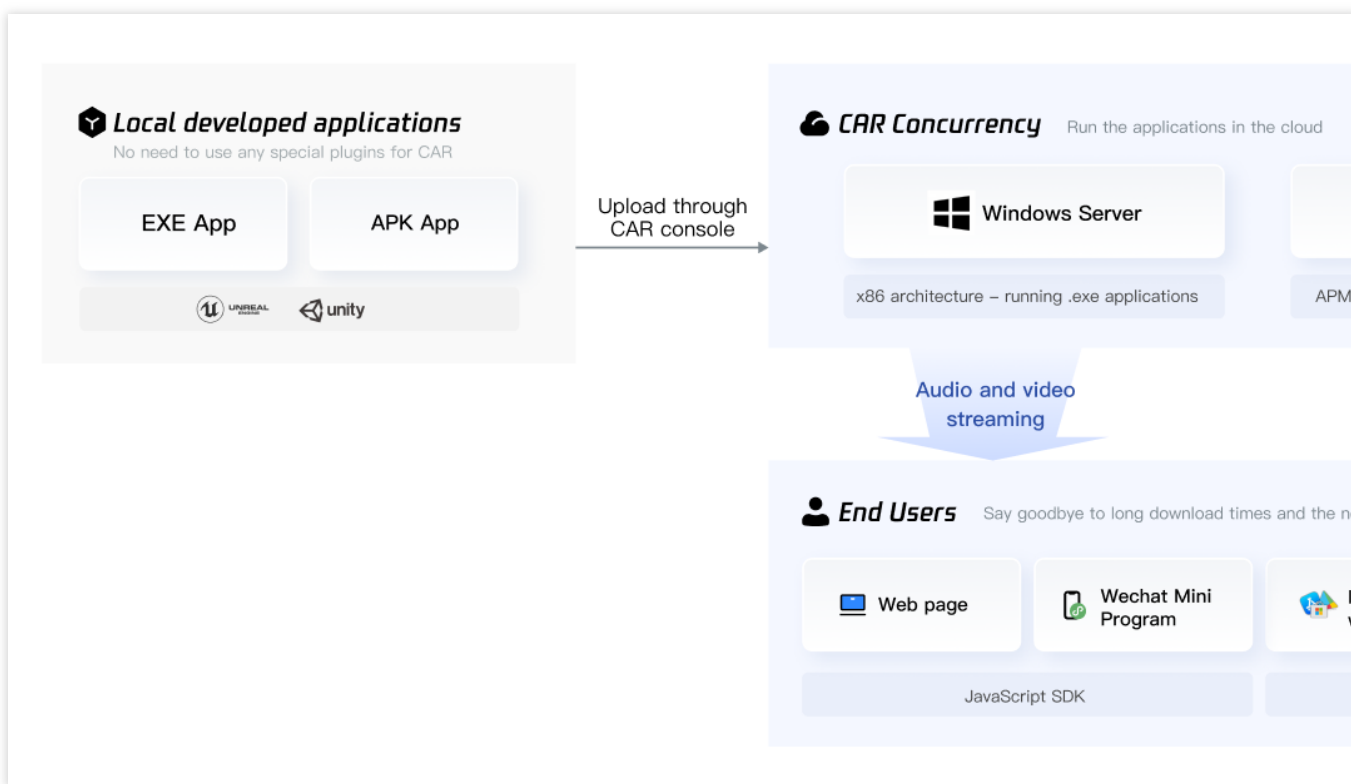 Local developed applications
No need to use any special plugins for CAR
EXE App
APK App
UNREAL
ENGINE
unity
Upload through
CAR console
CAR Concurrency
Run the applications in the cloud
Windows Server
x86 architecture – running .exe applications
APM
Audio and video
streaming
End Users
Say goodbye to long download times and the n
Web page
Wechat Mini
Program
JavaScript SDK